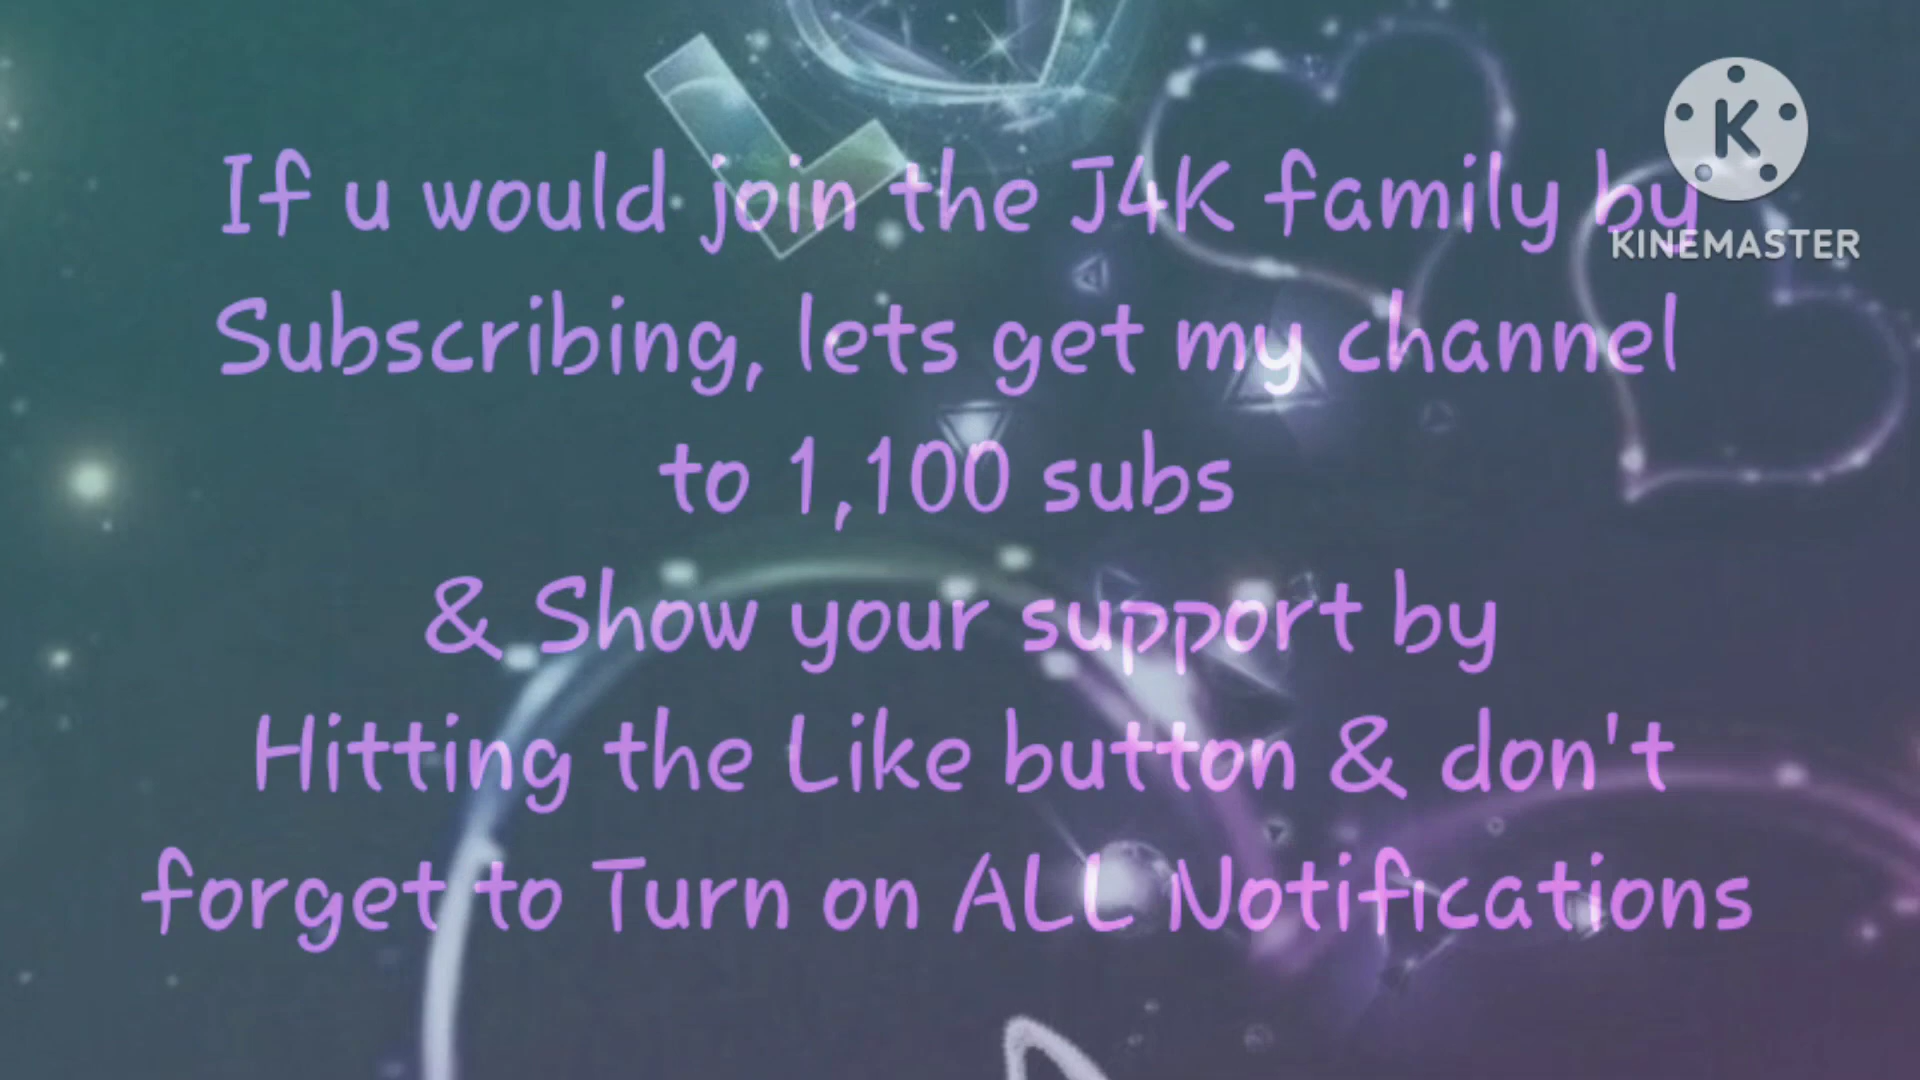 If u would join the J4K family by
Subscribing, lets get my channel
to 1,100 subs
& Show your support by
Hitting the Like button & don't
forget to Turn on ALL Notifications
K
KINEMASTER